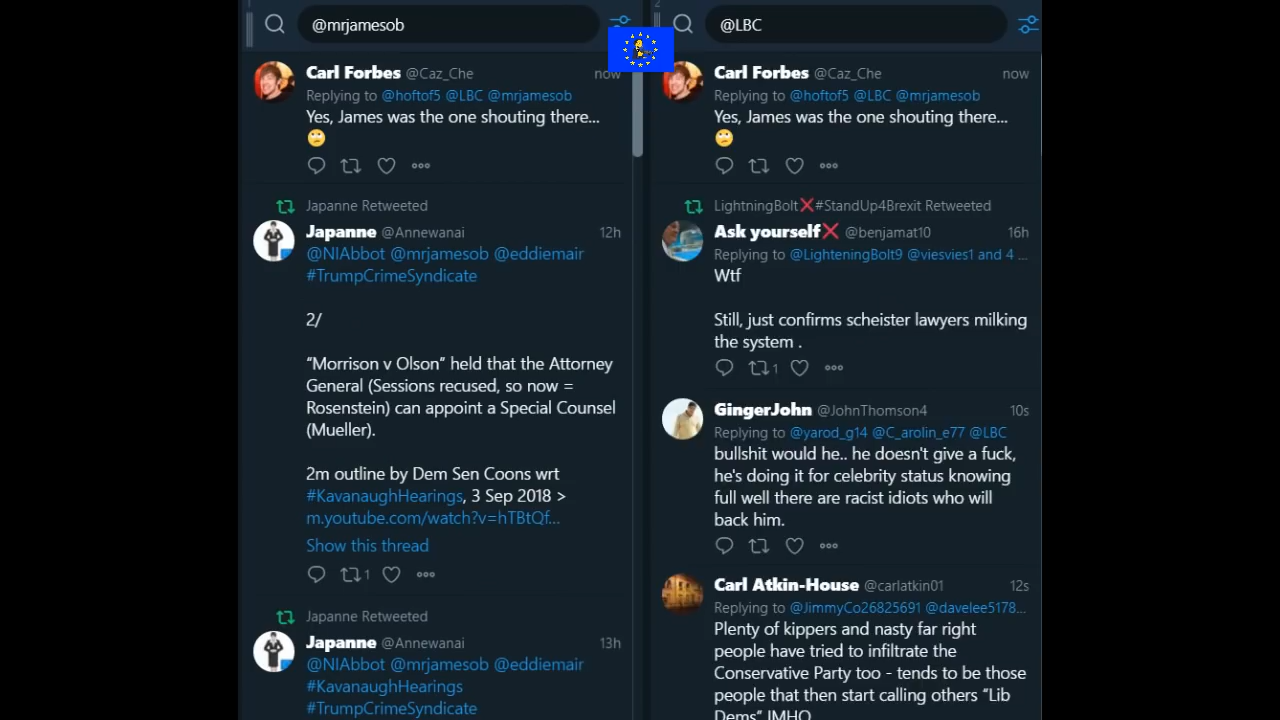 1
@mrjamesob
Carl Forbes @Caz_Che now
Replying to @hoftof5 @LBC @mrjamesob
Yes, James was the one shouting there...
🙄
Japanne Retweeted
Japanne @Annewanai 12h
@NIAbbot @mrjamesob @eddiemair
#TrumpCrimeSyndicate
2/
“Morrison v Olson” held that the Attorney
General (Sessions recused, so now =
Rosenstein) can appoint a Special Counsel
(Mueller).
2m outline by Dem Sen Coons wrt
#KavanaughHearings, 3 Sep 2018 >
m.youtube.com/watch?v=hTBtQf...
Show this thread
1
Japanne Retweeted
Japanne @Annewanai 13h
@NIAbbot @mrjamesob @eddiemair
#KavanaughHearings
#TrumpCrimeSyndicate
2
@LBC
Carl Forbes @Caz_Che now
Replying to @hoftof5 @LBC @mrjamesob
Yes, James was the one shouting there...
🙄
LightningBolt❌#StandUp4Brexit Retweeted
Ask yourself❌ @benjamat10 16h
Replying to @LighteningBolt9 @viesvies1 and 4 ...
Wtf
Still, just confirms scheister lawyers milking
the system .
1
GingerJohn @JohnThomson4 10s
Replying to @yarod_g14 @C_arolin_e77 @LBC
bullshit would he.. he doesn't give a fuck,
he's doing it for celebrity status knowing
full well there are racist idiots who will
back him.
Carl Atkin-House @carlatkin01 12s
Replying to @JimmyCo26825691 @davelee5178...
Plenty of kippers and nasty far right
people have tried to infiltrate the
Conservative Party too - tends to be those
people that then start calling others “Lib
Dems” IMHO